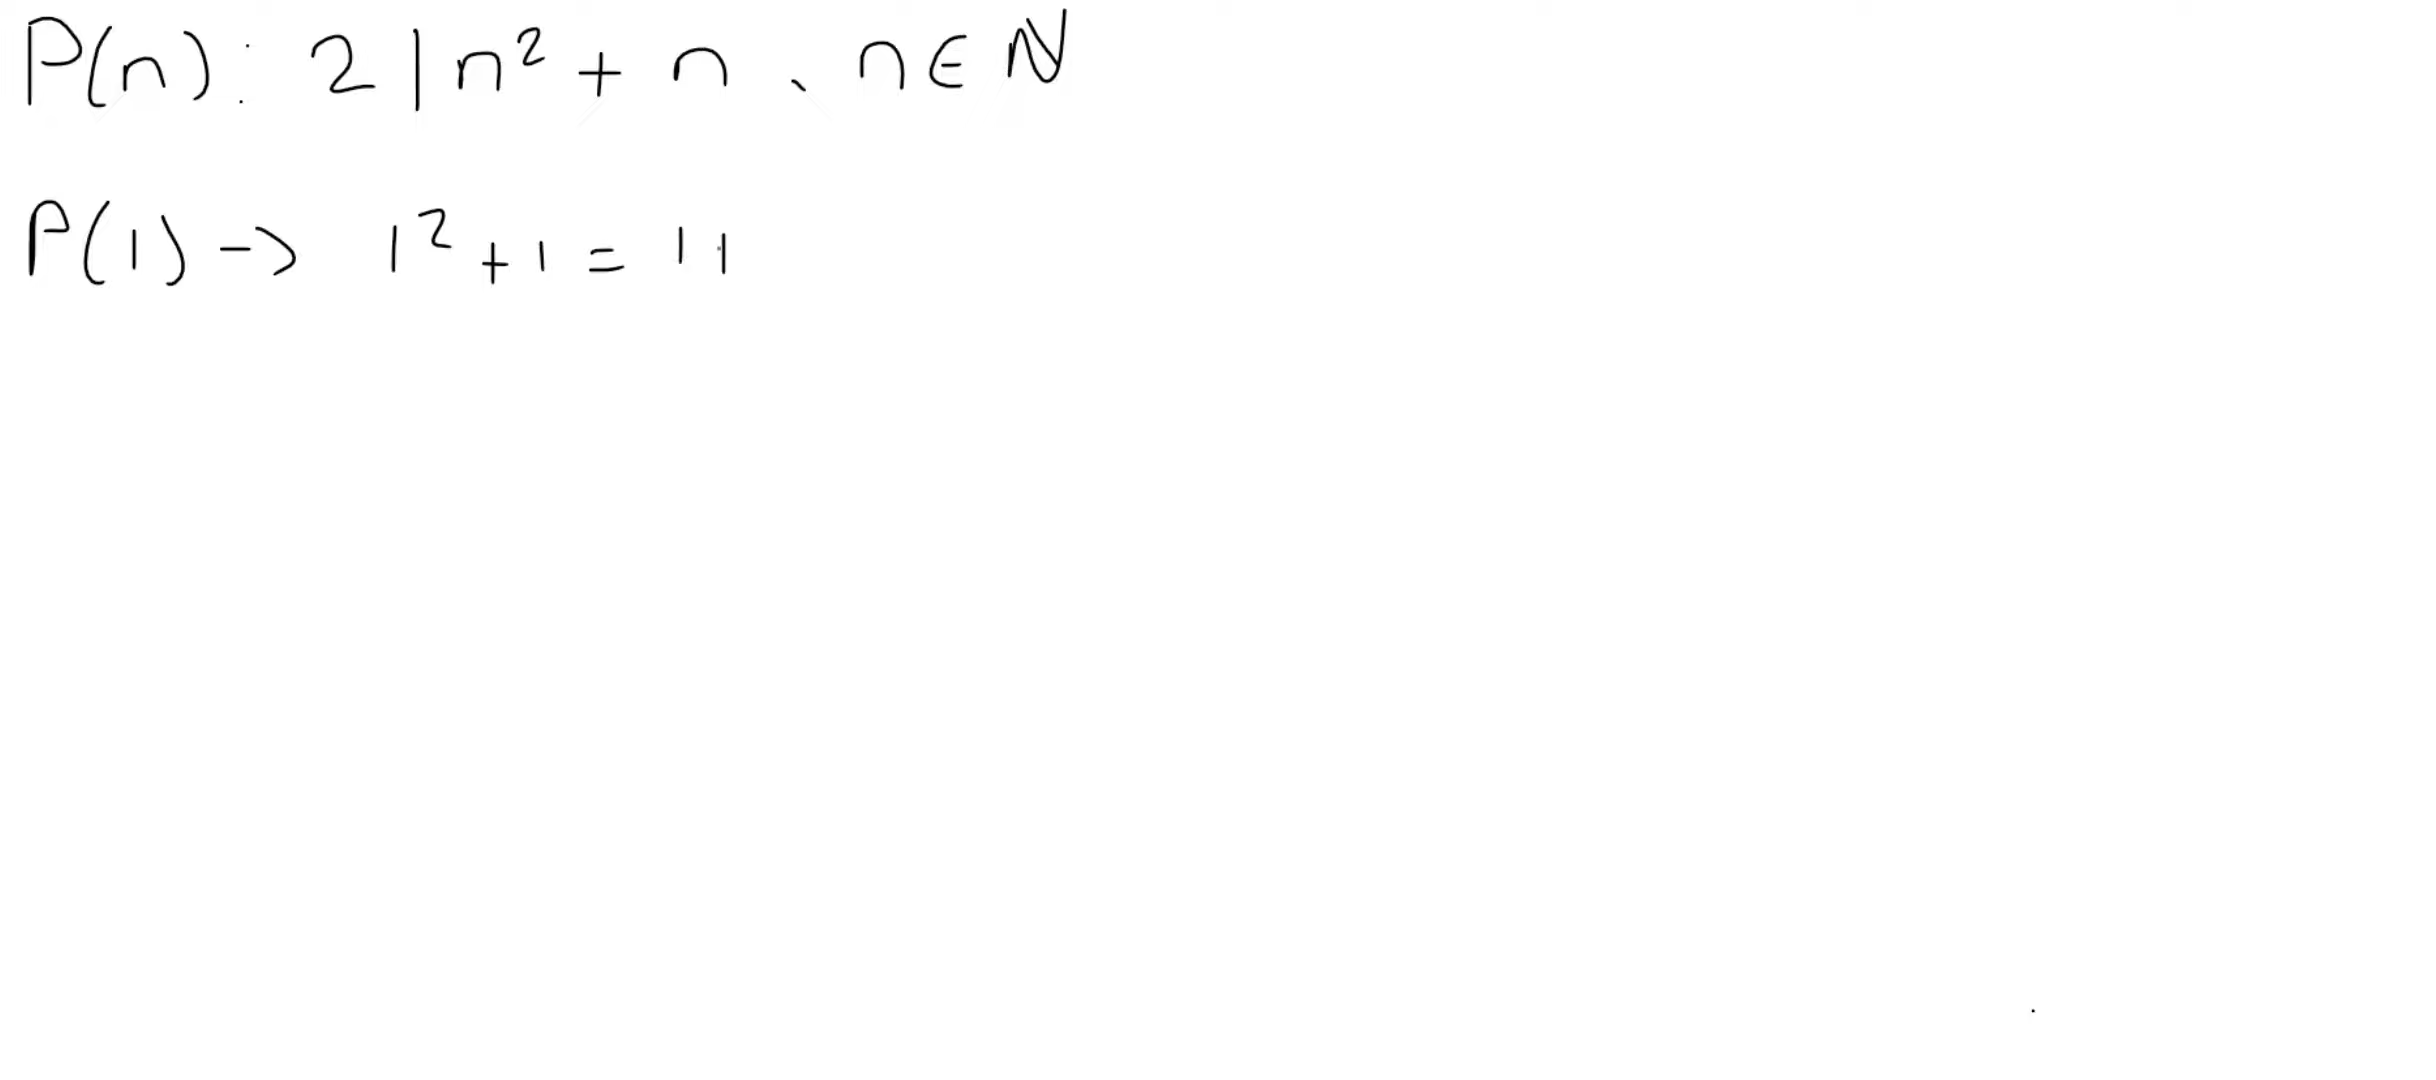 P(n): 2 | n² + n, n ∈ N
P(1) -> 1² + 1 = 11